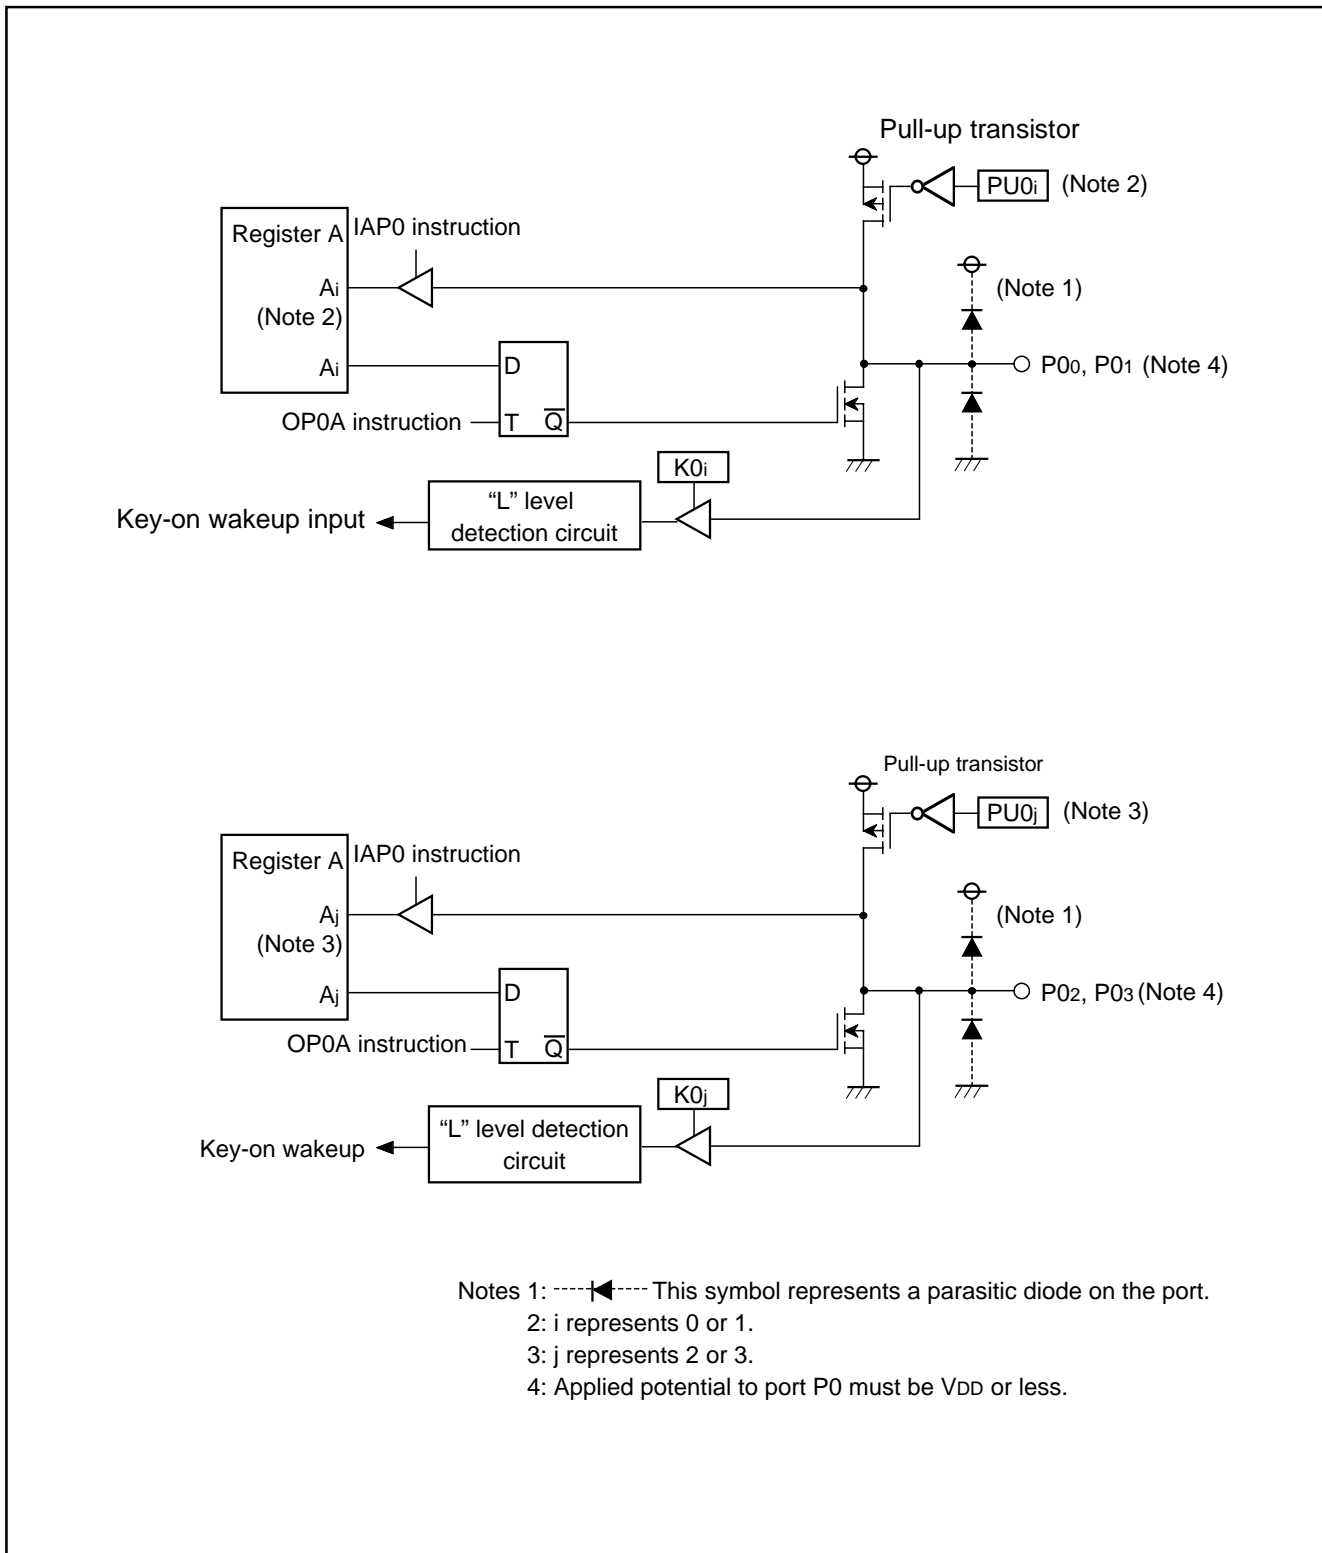 Pull-up transistor
PU0i (Note 2)
Register A
IAP0 instruction
Ai
(Note 2)
(Note 1)
Ai
D
P00, P01 (Note 4)
OP0A instruction
T Q̅
K0i
Key-on wakeup input
“L” level
detection circuit
Pull-up transistor
PU0j (Note 3)
Register A
IAP0 instruction
Aj
(Note 3)
(Note 1)
Aj
D
P02, P03 (Note 4)
OP0A instruction
T Q̅
K0j
Key-on wakeup
“L” level detection
circuit
Notes 1: This symbol represents a parasitic diode on the port.
2: i represents 0 or 1.
3: j represents 2 or 3.
4: Applied potential to port P0 must be VDD or less.